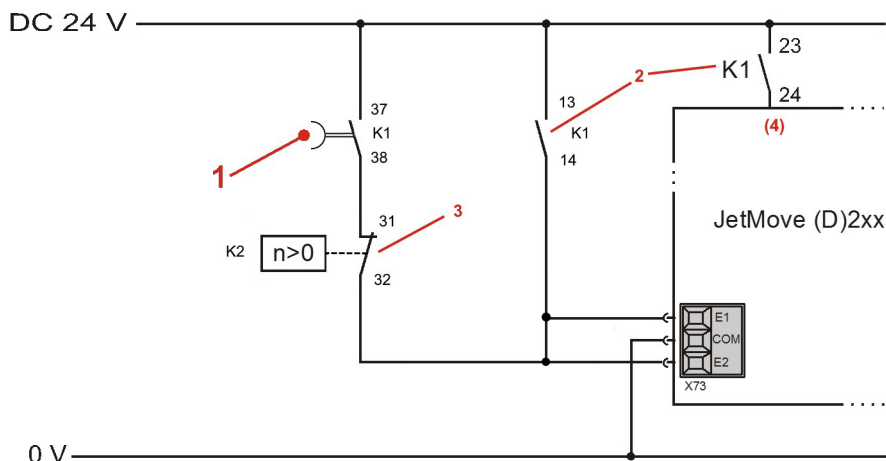 DC 24 V
23
K1
24
(4)
2
37
K1
38
13
K1
14
1
31
3
K2
n>0
32
JetMove (D)2xx
E1
COM
E2
X73
0 V